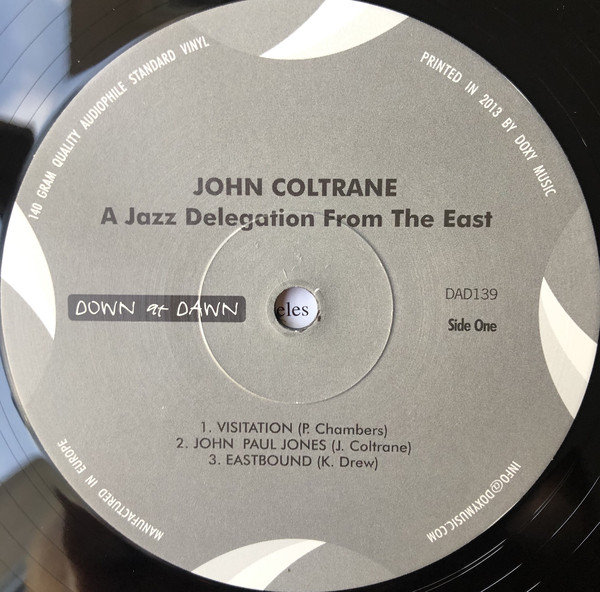 140 GRAM QUALITY AUDIOPHILE STANDARD VINYL
PRINTED IN 2013 BY DOXY MUSIC
JOHN COLTRANE
A Jazz Delegation From The East
DOWN at DAWN
eles
DAD139
Side One
1. VISITATION (P. Chambers)
2. JOHN PAUL JONES (J. Coltrane)
3. EASTBOUND (K. Drew)
MANUFACTURED IN EUROPE
INFO@DOXYMUSIC.COM